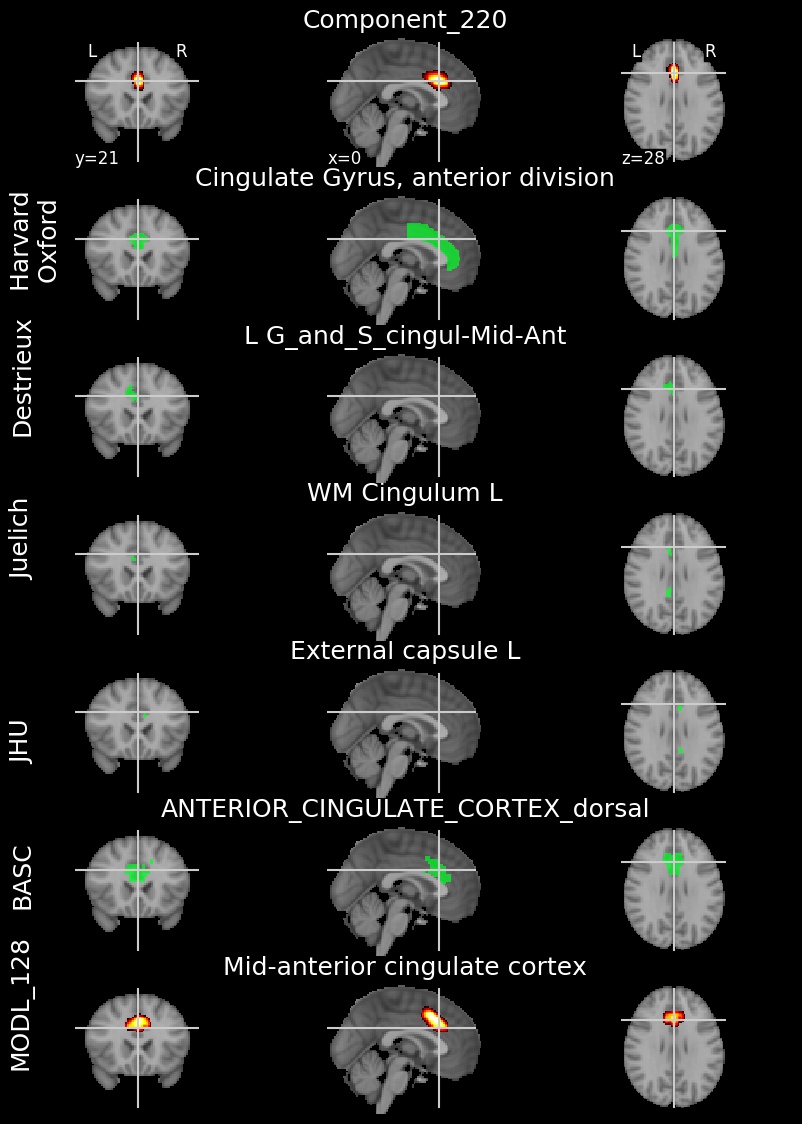 Component_220
L R L R
y=21 x=0 z=28
Cingulate Gyrus, anterior division
Harvard
Oxford
L G_and_S_cingul-Mid-Ant
Destrieux
WM Cingulum L
Juelich
External capsule L
JHU
ANTERIOR_CINGULATE_CORTEX_dorsal
BASC
Mid-anterior cingulate cortex
MODL_128